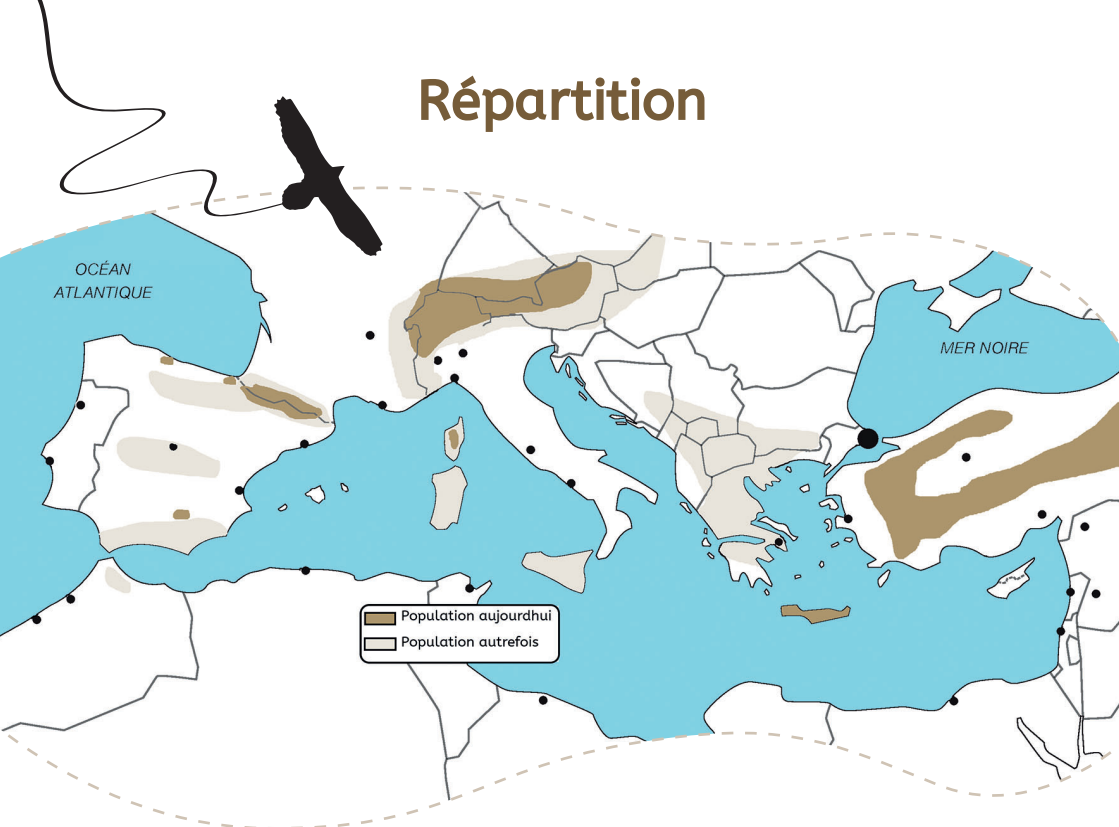 Répartition
OCÉAN
ATLANTIQUE
MER NOIRE
Population aujourdhui
Population autrefois